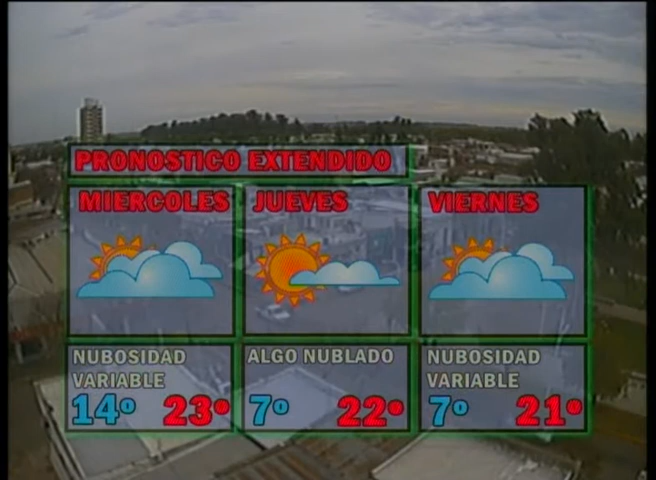 PRONOSTICO EXTENDIDO
MIERCOLES
NUBOSIDAD
VARIABLE
14º 23º
JUEVES
ALGO NUBLADO
7º 22º
VIERNES
NUBOSIDAD
VARIABLE
7º 21º